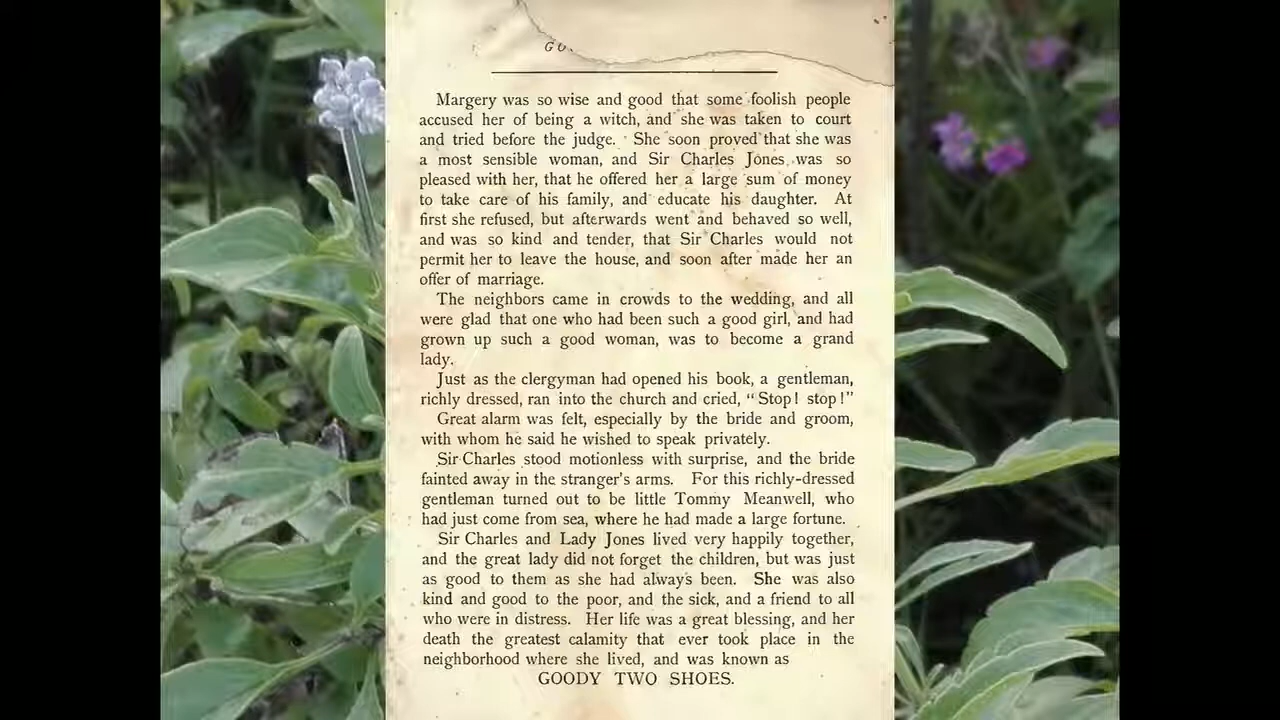 Margery was so wise and good that some foolish people
accused her of being a witch, and she was taken to court
and tried before the judge. She soon proved that she was
a most sensible woman, and Sir Charles Jones was so
pleased with her, that he offered her a large sum of money
to take care of his family, and educate his daughter. At
first she refused, but afterwards went and behaved so well,
and was so kind and tender, that Sir Charles would not
permit her to leave the house, and soon after made her an
offer of marriage.
The neighbors came in crowds to the wedding, and all
were glad that one who had been such a good girl, and had
grown up such a good woman, was to become a grand
lady.
Just as the clergyman had opened his book, a gentleman,
richly dressed, ran into the church and cried, "Stop! stop!"
Great alarm was felt, especially by the bride and groom,
with whom he said he wished to speak privately.
Sir Charles stood motionless with surprise, and the bride
fainted away in the stranger's arms. For this richly-dressed
gentleman turned out to be little Tommy Meanwell, who
had just come from sea, where he had made a large fortune.
Sir Charles and Lady Jones lived very happily together,
and the great lady did not forget the children, but was just
as good to them as she had always been. She was also
kind and good to the poor, and the sick, and a friend to all
who were in distress. Her life was a great blessing, and her
death the greatest calamity that ever took place in the
neighborhood where she lived, and was known as
GOODY TWO SHOES.